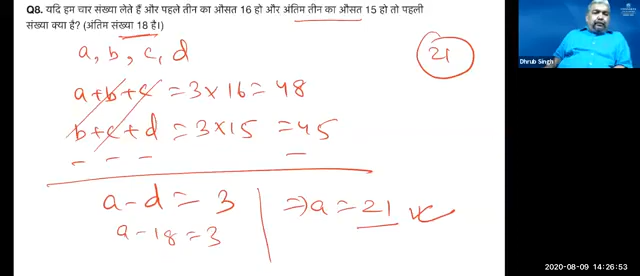 Q8. यदि हम चार संख्या लेते हैं और पहले तीन का औसत 16 हो और अंतिम तीन का औसत 15 हो तो पहली
संख्या क्या है? (अंतिम संख्या 18 है।)
a, b, c, d
21
Dhrub Singh
a+b+c = 3 × 16 = 48
b+c+d = 3 × 15 = 45
- - - -
a - d = 3
⇒ a = 21
a - 18 = 3
2020-08-09 14:26:53